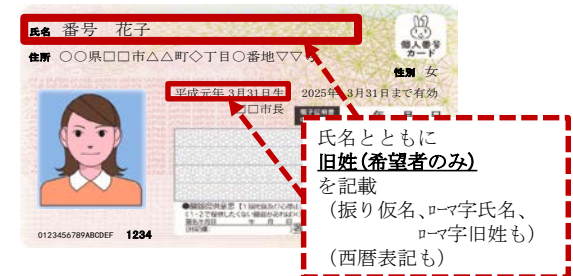 氏名 番号 花子
個人番号
カード
住所 ○○県□□市△△町◇丁目○番地▽▽
性別 女
平成元年 3月31日生 2025年 3月31日まで有効
□市長
氏名とともに
旧姓(希望者のみ)
を記載
(振り仮名、ローマ字氏名、
ローマ字旧姓も)
(西暦表記も)
0123456789ABCDEF 1234